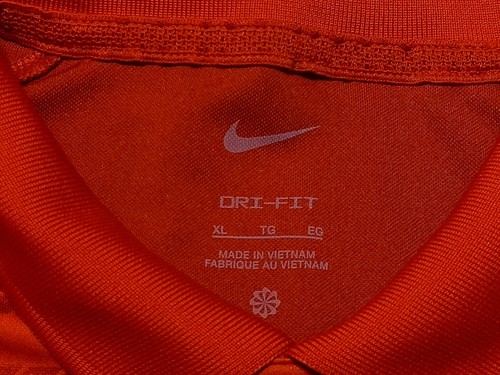 DRI-FIT
XL TG EG
MADE IN VIETNAM
FABRIQUE AU VIETNAM